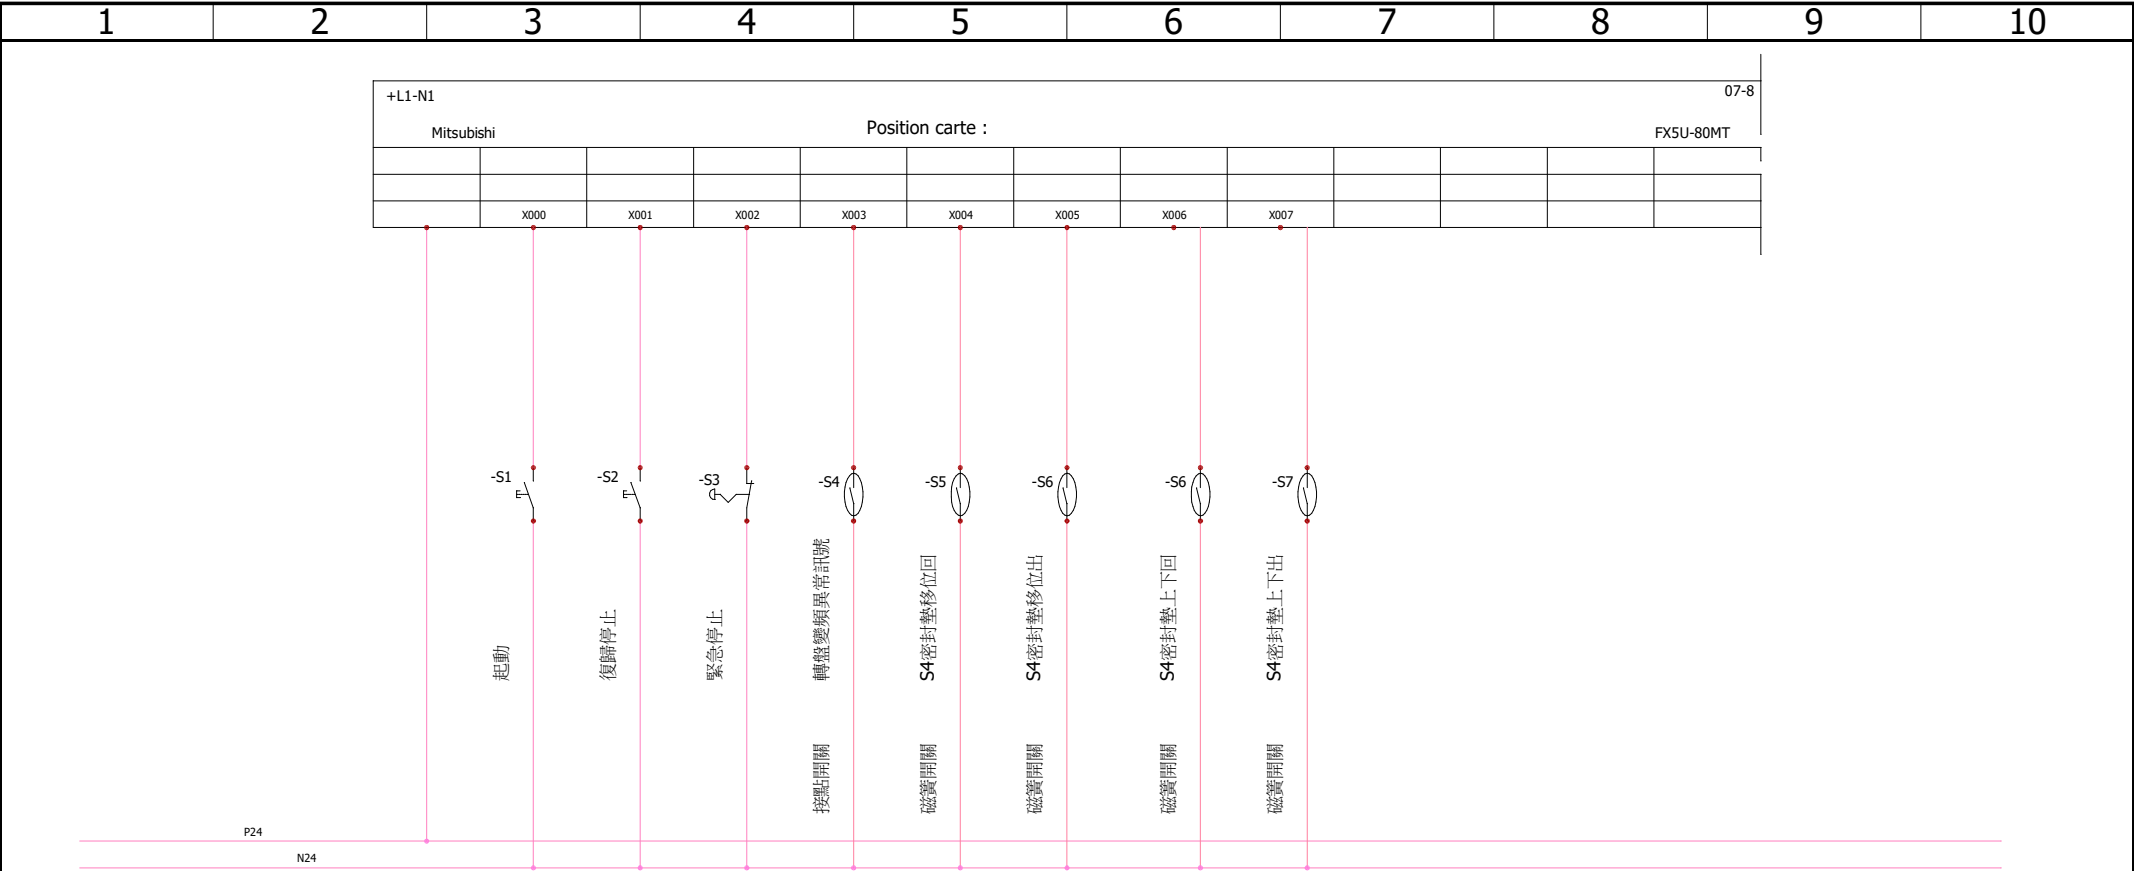 1 2 3 4 5 6 7 8 9 10
+L1-N1 07-8
Mitsubishi Position carte : FX5U-80MT
X000 X001 X002 X003 X004 X005 X006 X007
-S1 -S2 -S3 -S4 -S5 -S6 -S6 -S7
起動
復歸停止
緊急停止
轉盤變頻異常訊號
接點開關
S4密封墊移位回
磁簧開關
S4密封墊移位出
磁簧開關
S4密封墊上下回
磁簧開關
S4密封墊上下出
磁簧開關
P24
N24